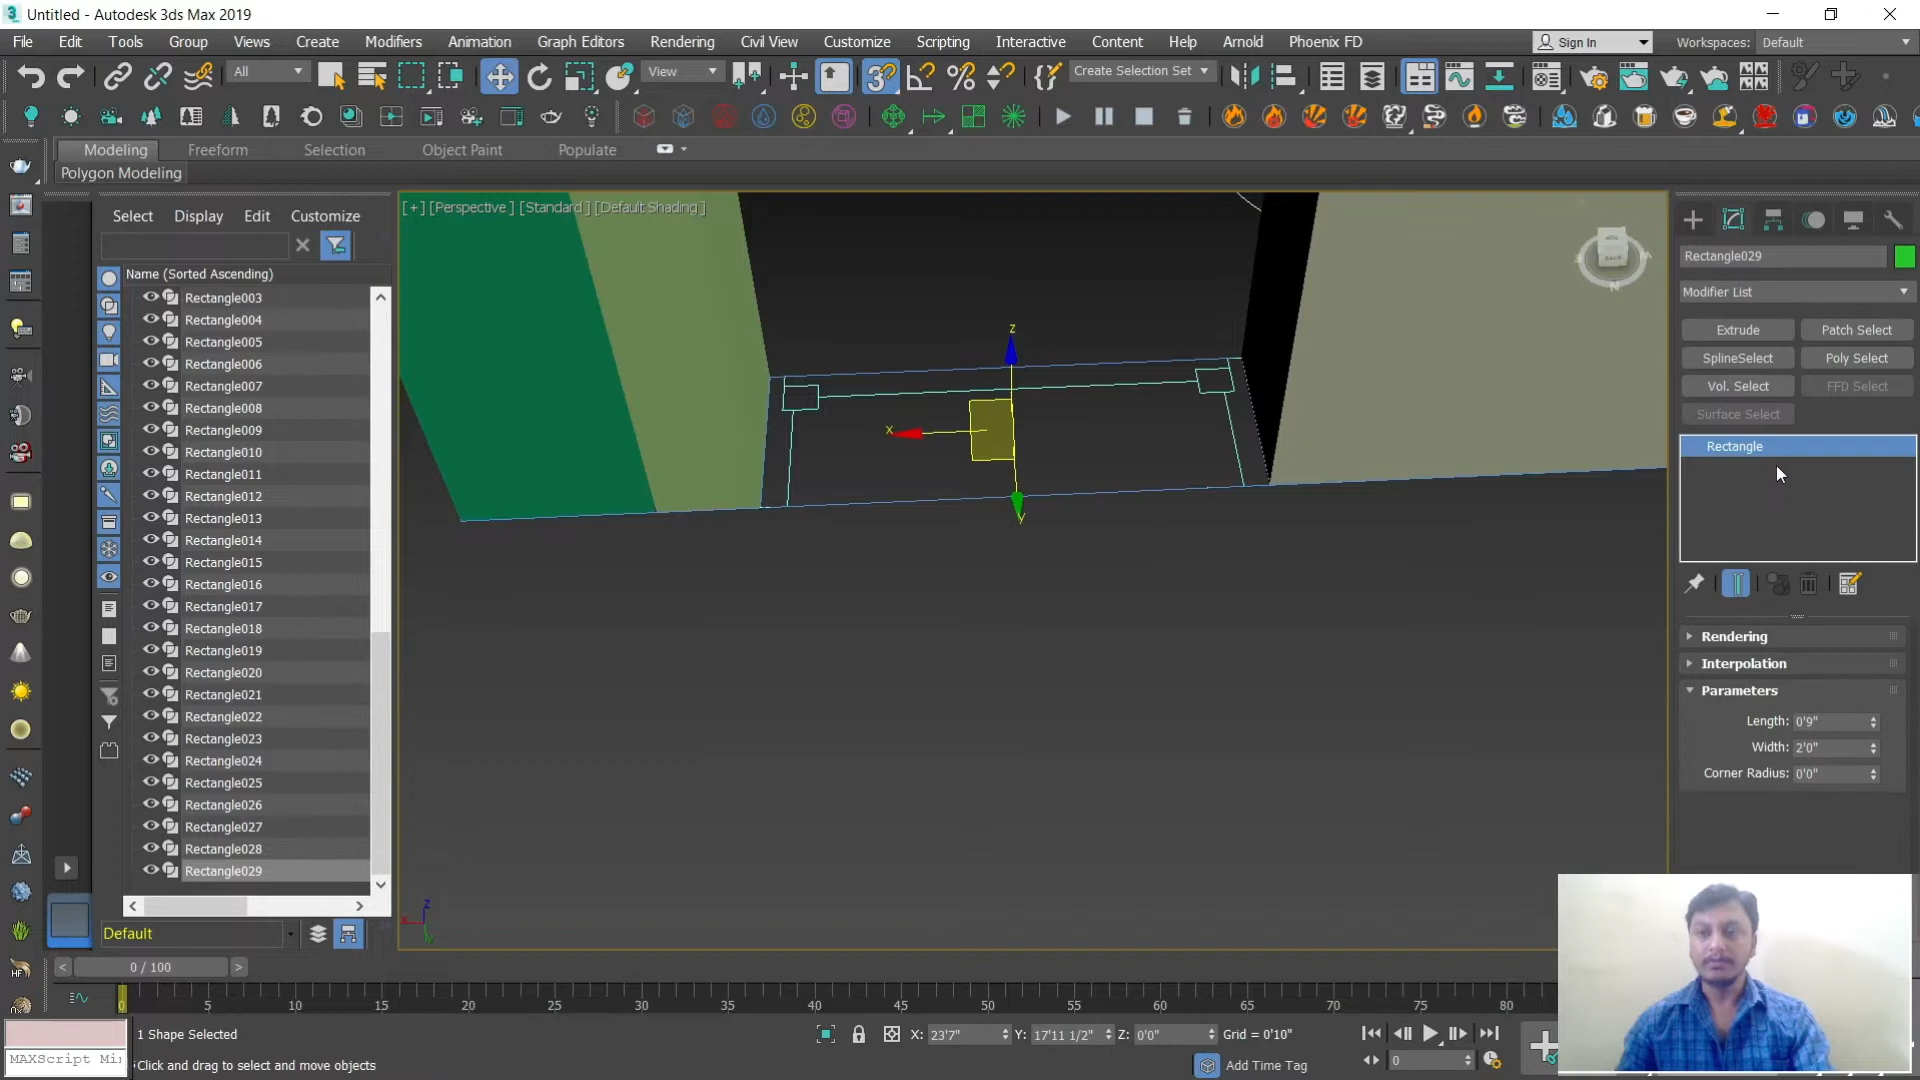 Untitled - Autodesk 3ds Max 2019
File Edit Tools Group Views Create Modifiers Animation Graph Editors Rendering Civil View Customize Scripting Interactive Content Help Arnold Phoenix FD Sign In Workspaces: Default
All View Create Selection Set
Modeling Freeform Selection Object Paint Populate
Polygon Modeling
Select Display Edit Customize
Name (Sorted Ascending)
Rectangle003
Rectangle004
Rectangle005
Rectangle006
Rectangle007
Rectangle008
Rectangle009
Rectangle010
Rectangle011
Rectangle012
Rectangle013
Rectangle014
Rectangle015
Rectangle016
Rectangle017
Rectangle018
Rectangle019
Rectangle020
Rectangle021
Rectangle022
Rectangle023
Rectangle024
Rectangle025
Rectangle026
Rectangle027
Rectangle028
Rectangle029
Default
[+] [Perspective ] [Standard ] [Default Shading ]
z
x
y
z
x
Rectangle029
Modifier List
Extrude Patch Select
SplineSelect Poly Select
Vol. Select FFD Select
Surface Select
Rectangle
Rendering
Interpolation
Parameters
Length: 0'9"
Width: 2'0"
Corner Radius: 0'0"
< 0 / 100 >
0 5 10 15 20 25 30 35 40 45 50 55 60 65 70 75 80
1 Shape Selected X: 23'7" Y: 17'11 1/2" Z: 0'0" Grid = 0'10"
MAXScript Mi
Click and drag to select and move objects
Add Time Tag 0